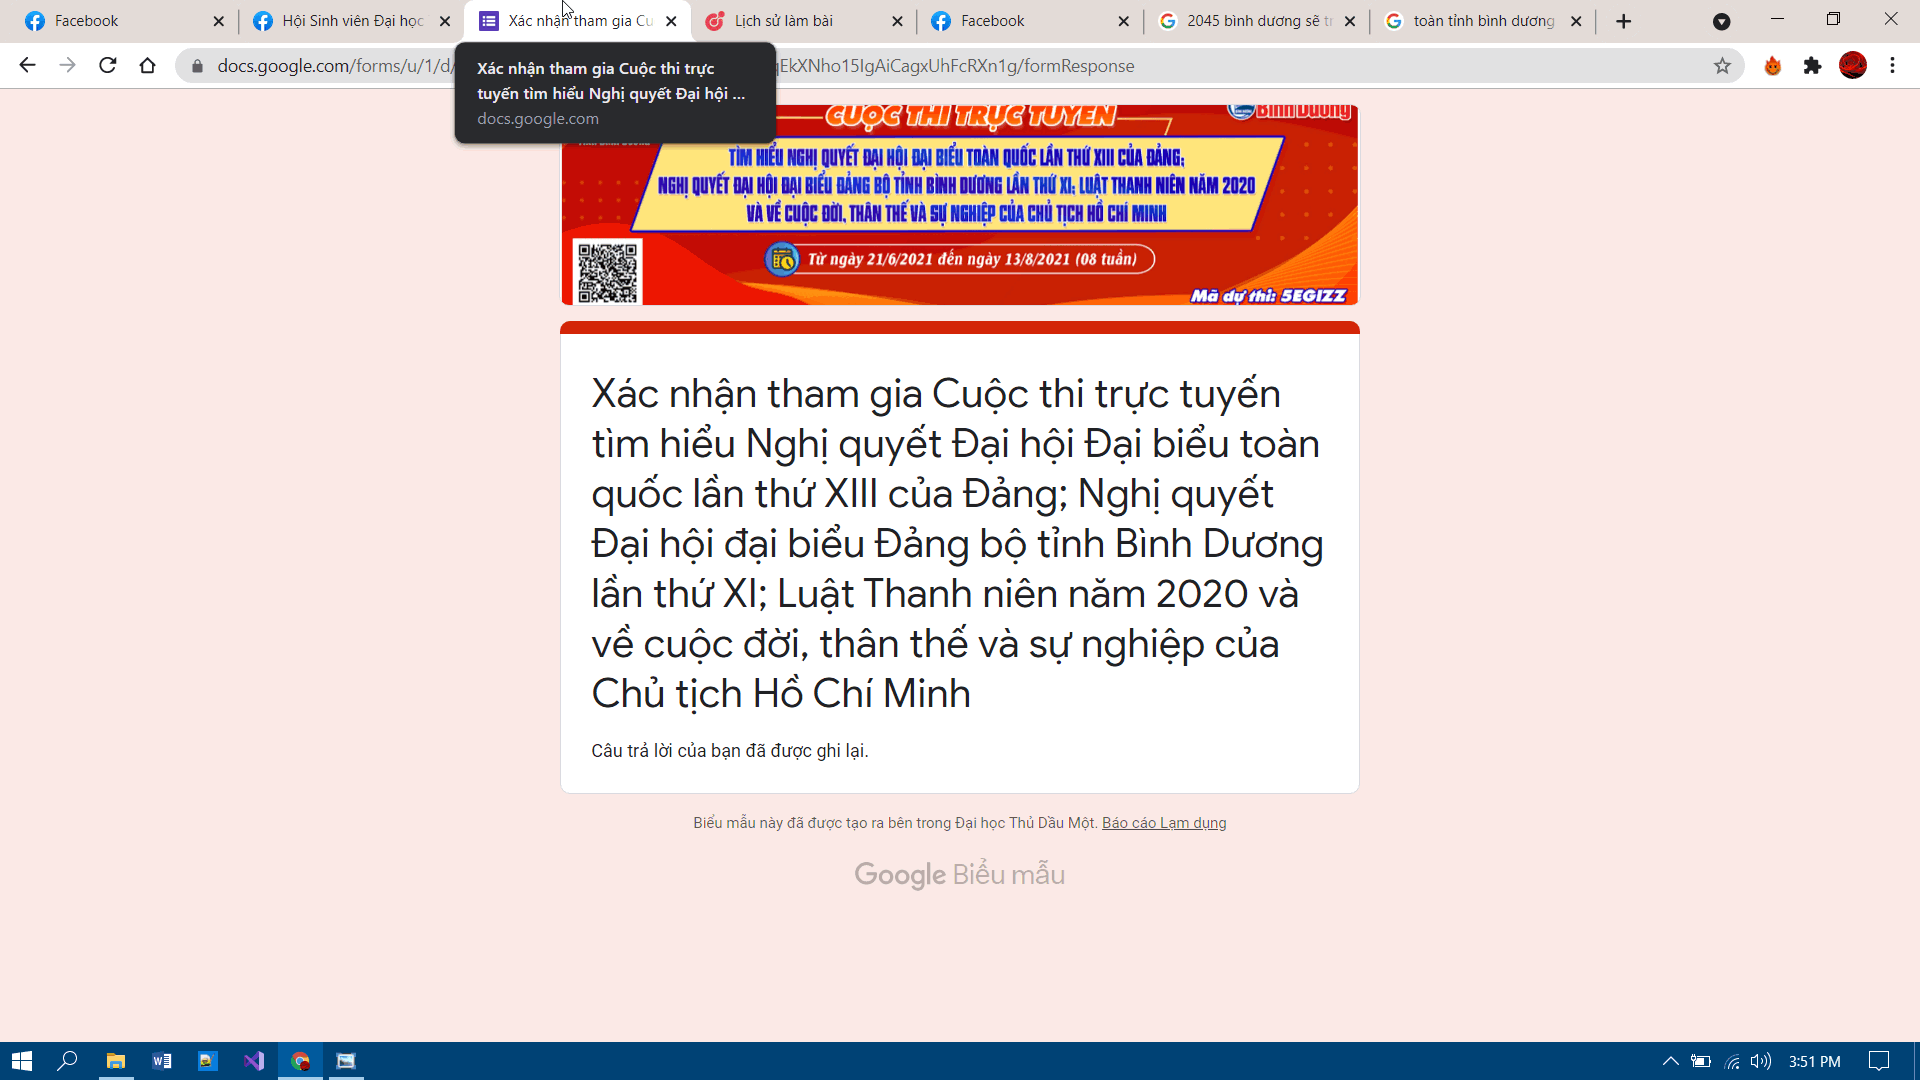 Facebook
Hội Sinh viên Đại học
Xác nhận tham gia Cu
Lịch sử làm bài
Facebook
2045 bình dương sẽ tr
toàn tỉnh bình dương
docs.google.com/forms/u/1/d/
qEkXNho15IgAiCagxUhFcRXn1g/formResponse
Xác nhận tham gia Cuộc thi trực
tuyến tìm hiểu Nghị quyết Đại hội ...
docs.google.com
CUỘC THI TRỰC TUYẾN
Bình Dương
TÌM HIỂU NGHỊ QUYẾT ĐẠI HỘI ĐẠI BIỂU TOÀN QUỐC LẦN THỨ XIII CỦA ĐẢNG;
NGHỊ QUYẾT ĐẠI HỘI ĐẠI BIỂU ĐẢNG BỘ TỈNH BÌNH DƯƠNG LẦN THỨ XI; LUẬT THANH NIÊN NĂM 2020
VÀ VỀ CUỘC ĐỜI, THÂN THẾ VÀ SỰ NGHIỆP CỦA CHỦ TỊCH HỒ CHÍ MINH
Từ ngày 21/6/2021 đến ngày 13/8/2021 (08 tuần)
Mã dự thi: 5EGIZZ
Xác nhận tham gia Cuộc thi trực tuyến
tìm hiểu Nghị quyết Đại hội Đại biểu toàn
quốc lần thứ XIII của Đảng; Nghị quyết
Đại hội đại biểu Đảng bộ tỉnh Bình Dương
lần thứ XI; Luật Thanh niên năm 2020 và
về cuộc đời, thân thế và sự nghiệp của
Chủ tịch Hồ Chí Minh
Câu trả lời của bạn đã được ghi lại.
Biểu mẫu này đã được tạo ra bên trong Đại học Thủ Dầu Một. Báo cáo Lạm dụng
Google Biểu mẫu
3:51 PM